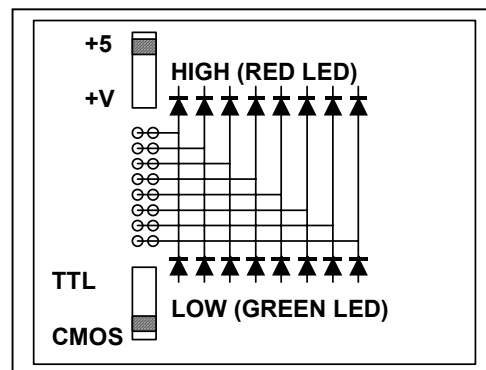 +5
HIGH (RED LED)
+V
TTL
LOW (GREEN LED)
CMOS